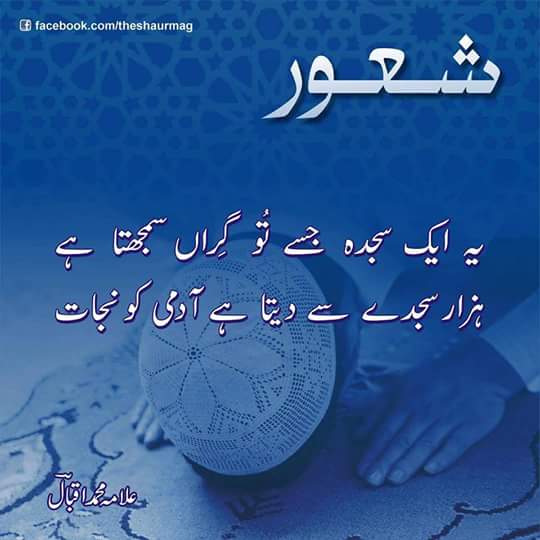 facebook.com/theshaurmag
شعور
یہ ایک سجدہ جسے تُو گِراں سمجھتا ہے
ہزار سجدے سے دیتا ہے آدمی کو نجات
علامہ محمد اقبالؒ